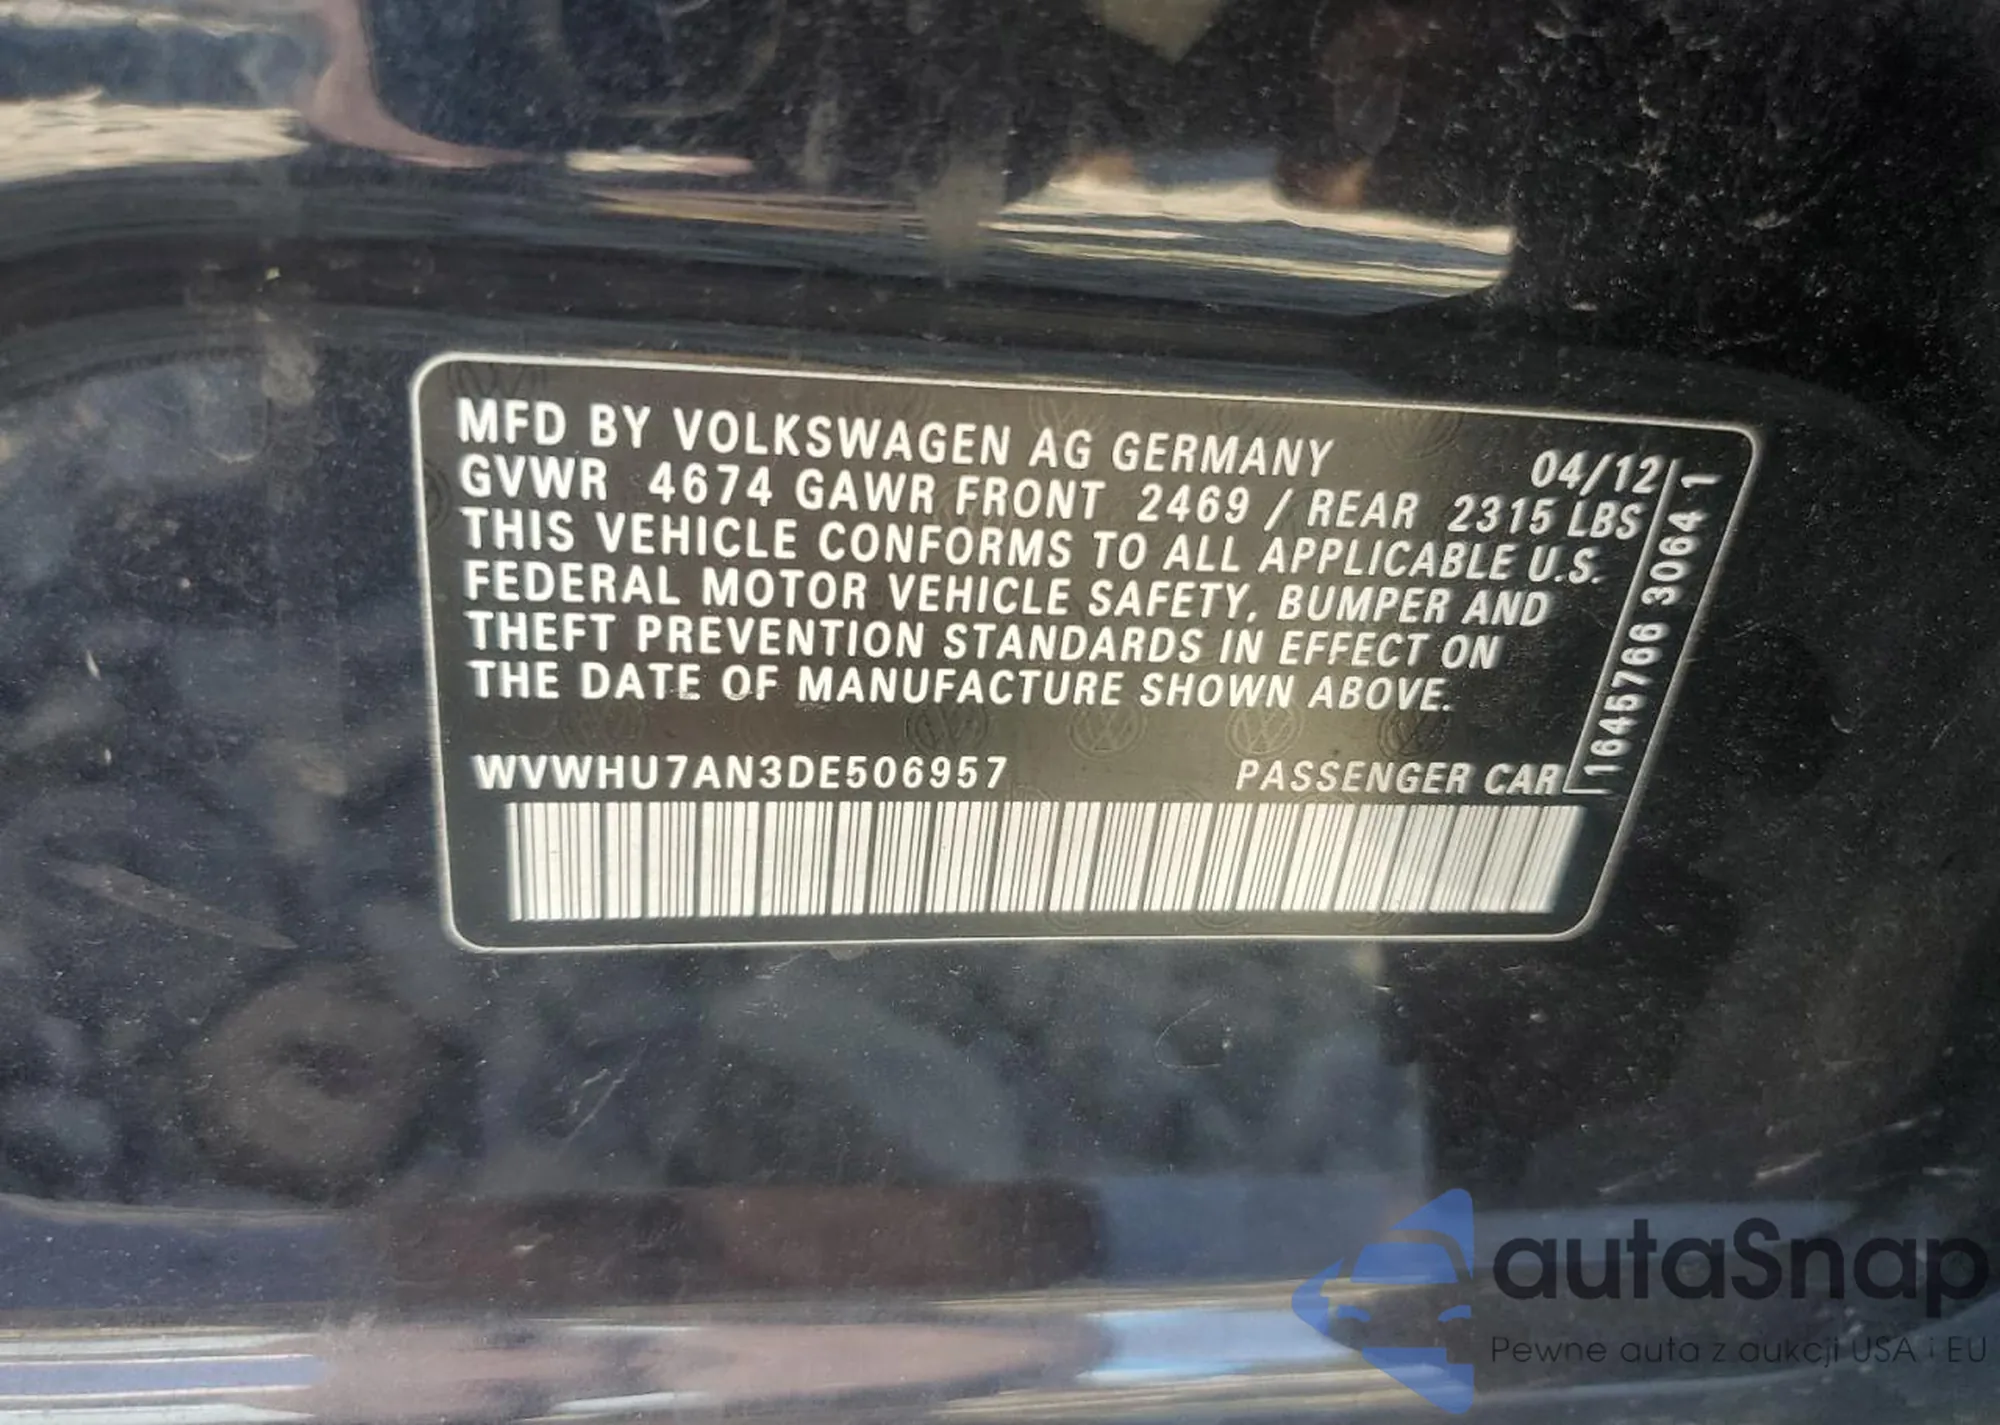 MFD BY VOLKSWAGEN AG GERMANY 04/12
GVWR 4674 GAWR FRONT 2469 / REAR 2315 LBS
THIS VEHICLE CONFORMS TO ALL APPLICABLE U.S.
FEDERAL MOTOR VEHICLE SAFETY, BUMPER AND
THEFT PREVENTION STANDARDS IN EFFECT ON
THE DATE OF MANUFACTURE SHOWN ABOVE.
WVWHU7AN3DE506957 PASSENGER CAR
1645766 3064 1
autaSnap
Pewne auta z aukcji USA i EU